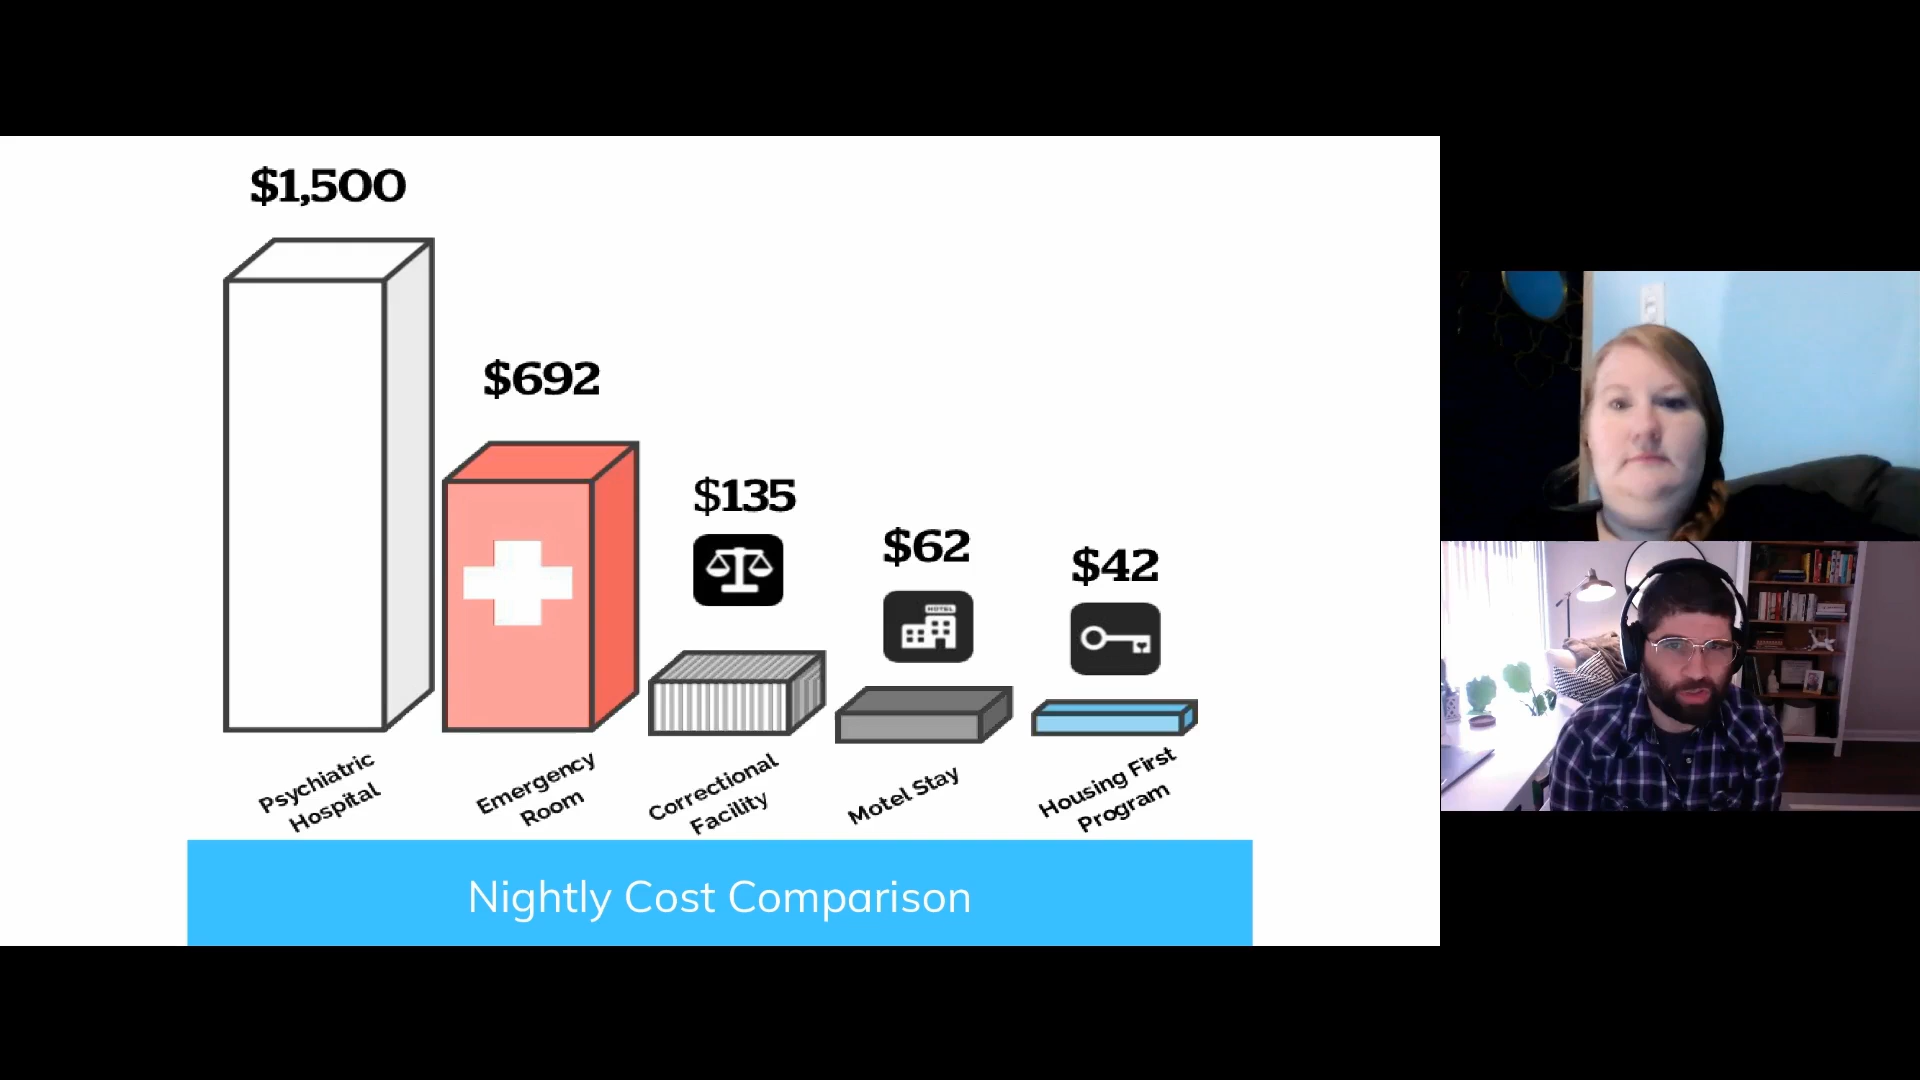 $1,500
$692
$135
$62
$42
MOTEL
Psychiatric
Hospital
Emergency
Room
Correctional
Facility
Motel Stay
Housing First
Program
Nightly Cost Comparison